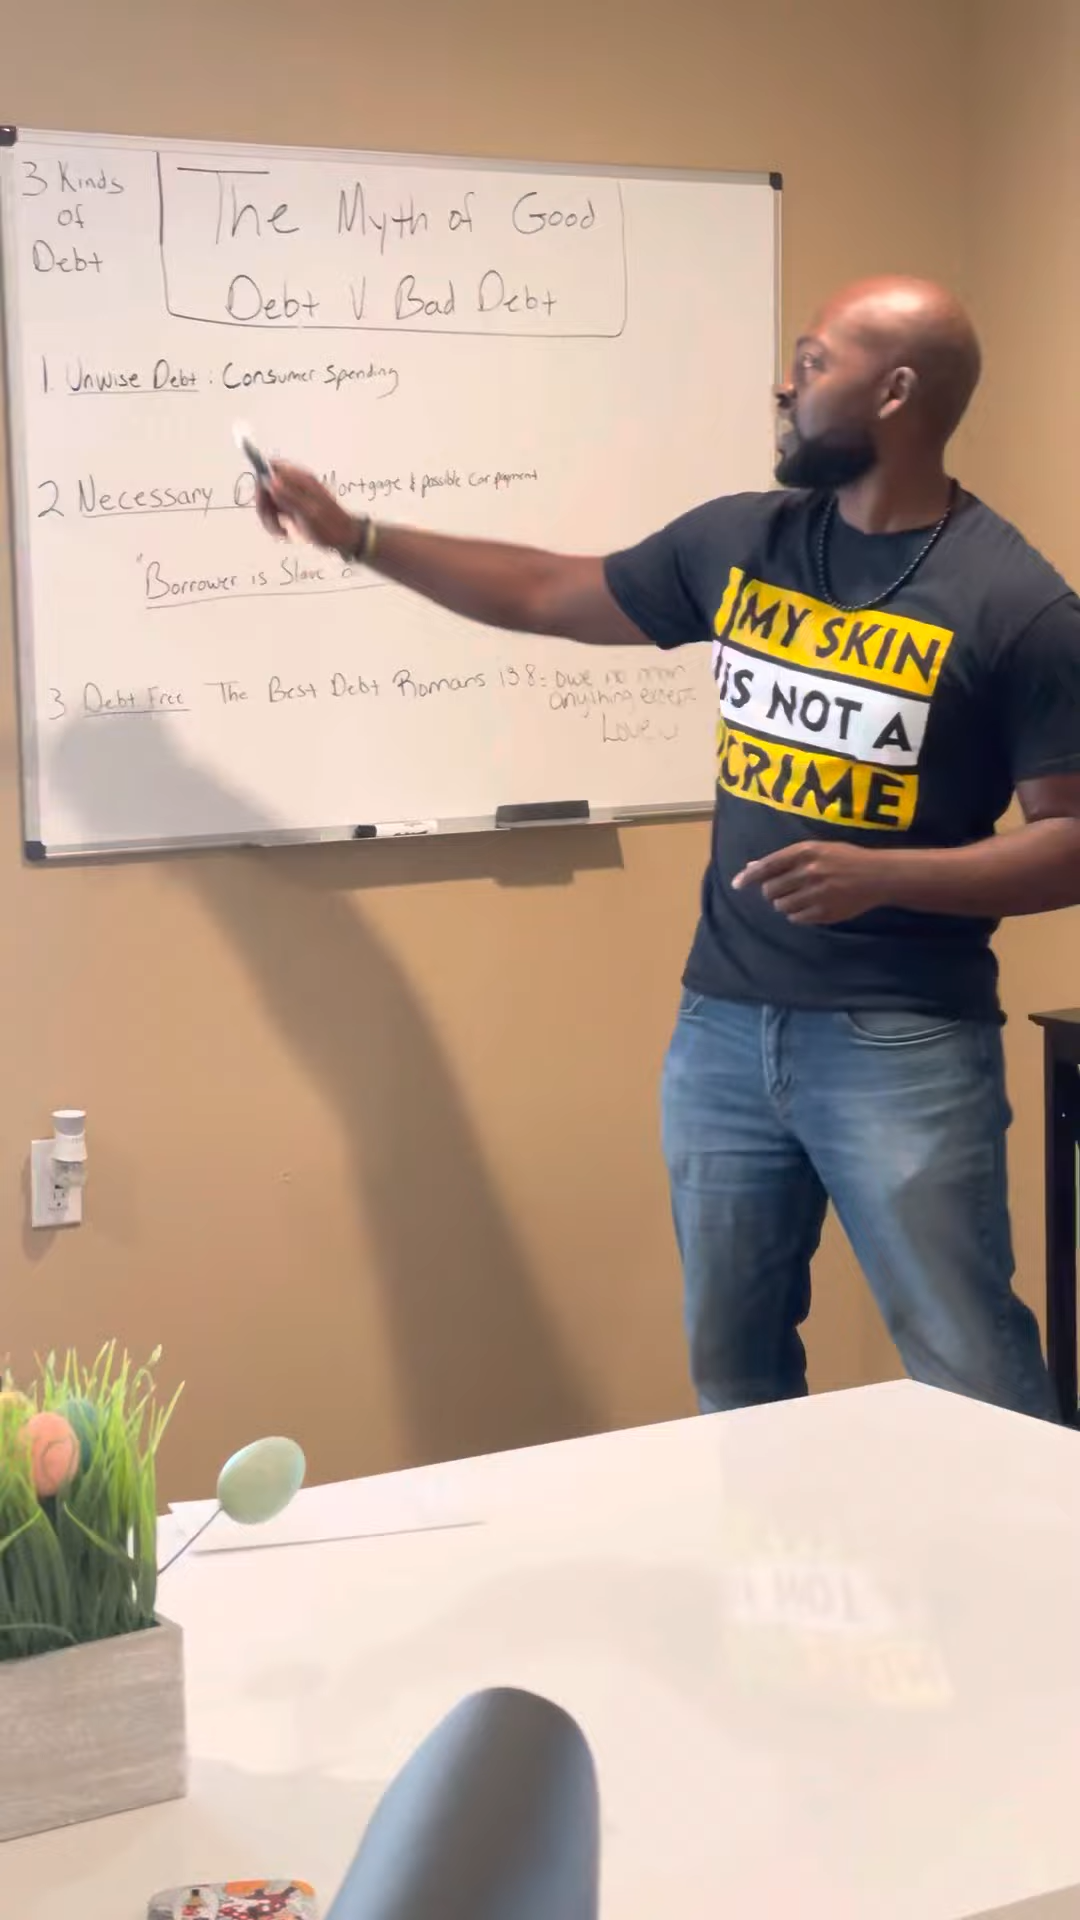 3 Kinds
of
Debt
The Myth of Good
Debt V Bad Debt
1. Unwise Debt : Consumer Spending
2 Necessary D Mortgage & possible car payment
"Borrower is Slave
3 Debt Free The Best Debt Romans 13 8: owe no man
anything except
Love
MY SKIN
IS NOT A
CRIME